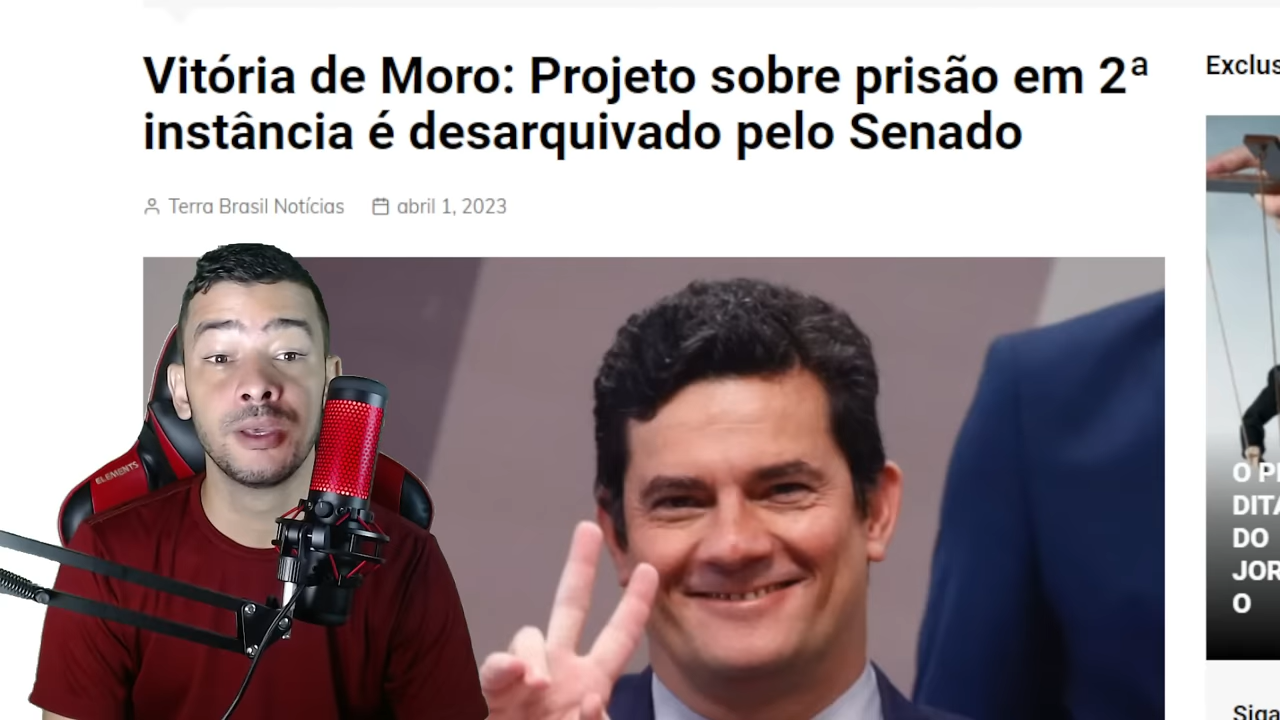 Vitória de Moro: Projeto sobre prisão em 2ª
instância é desarquivado pelo Senado
Terra Brasil Notícias abril 1, 2023
Exclus
ELEMENTS
O P
DITA
DO
JOR
O
Siga